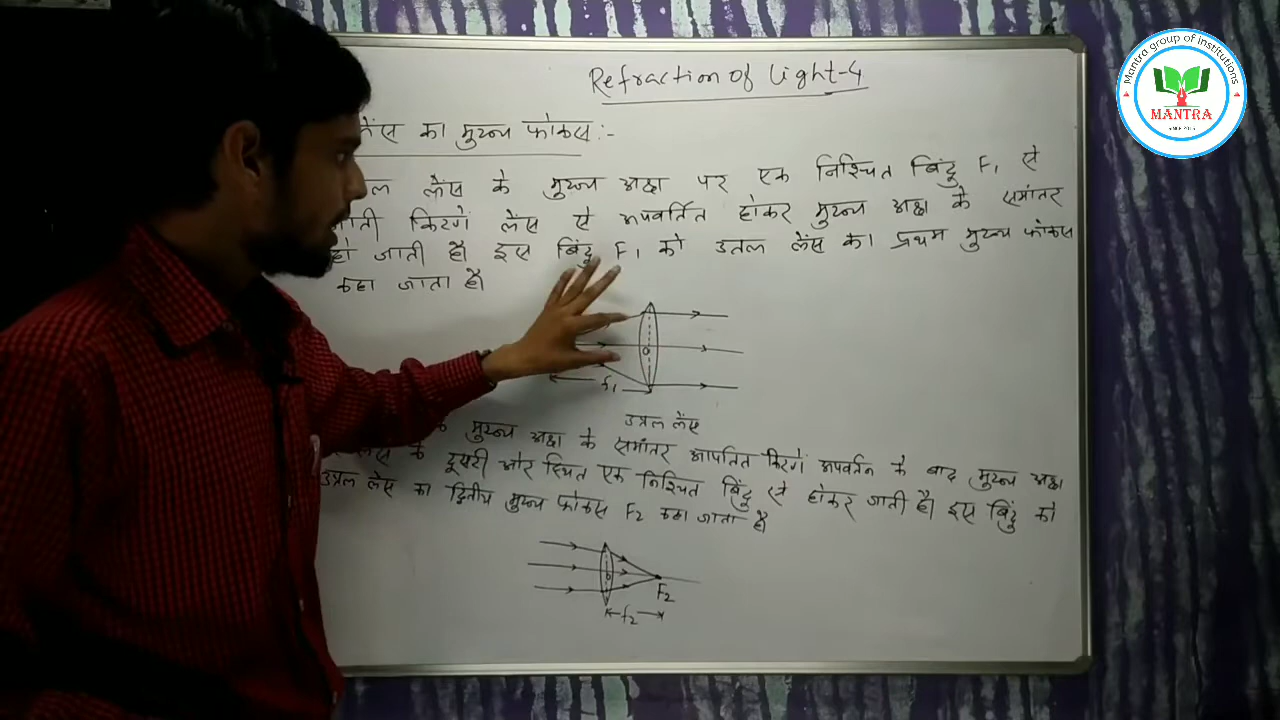 Refraction of Light-4
लेंस का मुख्य फोकस:-
लेंस के मुख्य अक्ष पर एक निश्चित बिंदु F₁ से
किरणें लेंस से अपवर्तित होकर मुख्य अक्ष के समांतर
हो जाती है। इस बिंदु F₁ को उत्तल लेंस का प्रथम मुख्य फोकस
कहा जाता है।
O
f₁
उत्तल लेंस
के मुख्य अक्ष के समांतर आपतित किरणें अपवर्तन के बाद मुख्य अक्ष
के दूसरी ओर स्थित एक निश्चित बिंदु से होकर जाती है। इस बिंदु को
उत्तल लेंस का द्वितीय मुख्य फोकस F₂ कहा जाता है
O
F₂
f₂
Mantra group of Institutions
MANTRA